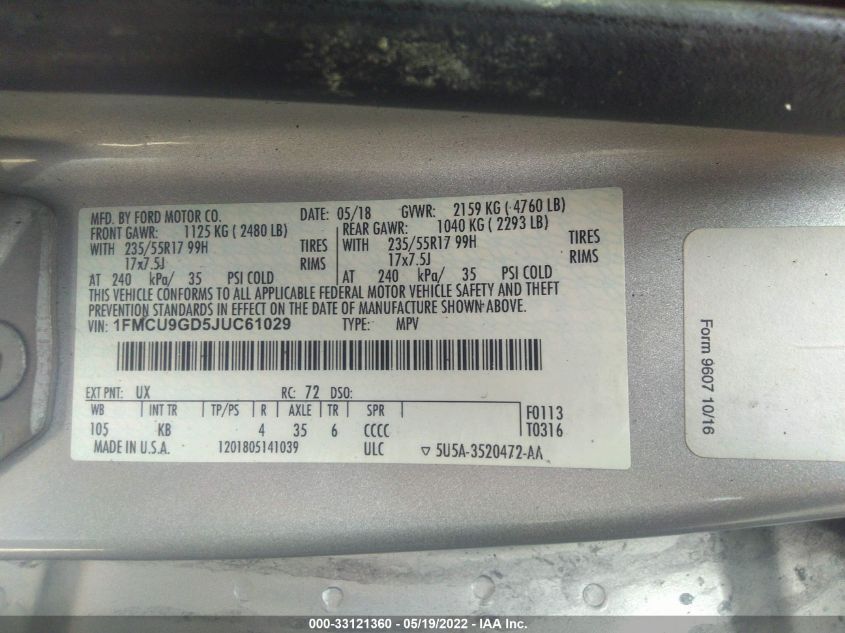 MFD. BY FORD MOTOR CO. DATE: 05/18 GVWR: 2159 KG ( 4760 LB)
FRONT GAWR: 1125 KG ( 2480 LB) REAR GAWR: 1040 KG ( 2293 LB)
WITH 235/55R17 99H TIRES WITH 235/55R17 99H TIRES
17x7.5J RIMS 17x7.5J RIMS
AT 240 kPa/ 35 PSI COLD AT 240 kPa/ 35 PSI COLD
THIS VEHICLE CONFORMS TO ALL APPLICABLE FEDERAL MOTOR VEHICLE SAFETY AND THEFT
PREVENTION STANDARDS IN EFFECT ON THE DATE OF MANUFACTURE SHOWN ABOVE.
VIN: 1FMCU9GD5JUC61029 TYPE: MPV
EXT PNT: UX RC: 72 DSO:
WB INT TR TP/PS R AXLE TR SPR F0113
105 KB 4 35 6 CCCC T0316
MADE IN U.S.A. 1201805141039 ULC ▽ 5U5A-3520472-AA
Form 9607 10/16
000-33121360 - 05/19/2022 - IAA Inc.